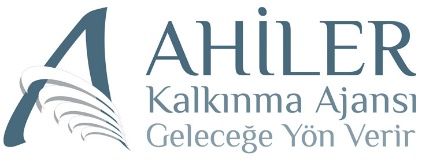 AHİLER
Kalkınma Ajansı
Geleceğe Yön Verir